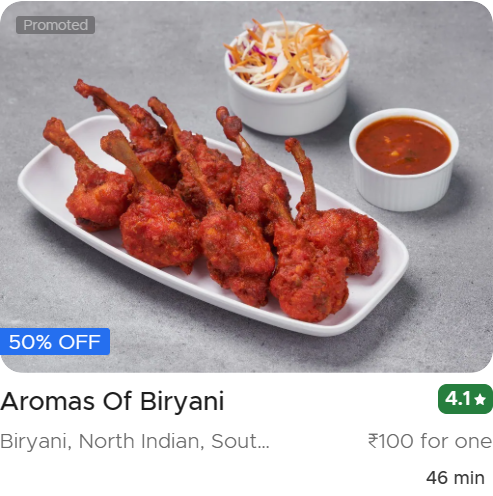 Promoted
50% OFF
Aromas Of Biryani
4.1★
Biryani, North Indian, Sout...
₹100 for one
46 min